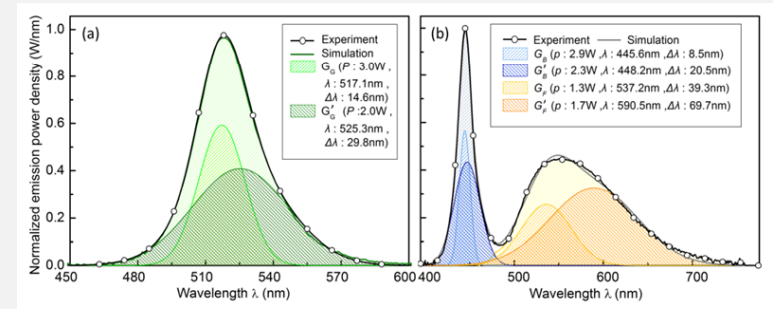 (a)
Experiment
Simulation
G_G (P : 3.0W ,
λ : 517.1nm ,
Δλ : 14.6nm)
G'_G (P :2.0W ,
λ : 525.3nm ,
Δλ : 29.8nm)
Normalized emission power density (W/nm)
1.0
0.8
0.6
0.4
0.2
0.0
450 480 510 540 570 600
Wavelength λ (nm)
(b)
Experiment Simulation
G_B (p : 2.9W ,λ : 445.6nm ,Δλ : 8.5nm)
G'_B (p : 2.3W ,λ : 448.2nm ,Δλ : 20.5nm)
G_F (p : 1.3W ,λ : 537.2nm ,Δλ : 39.3nm)
G'_F (p : 1.7W ,λ : 590.5nm ,Δλ : 69.7nm)
400 500 600 700
Wavelength λ (nm)